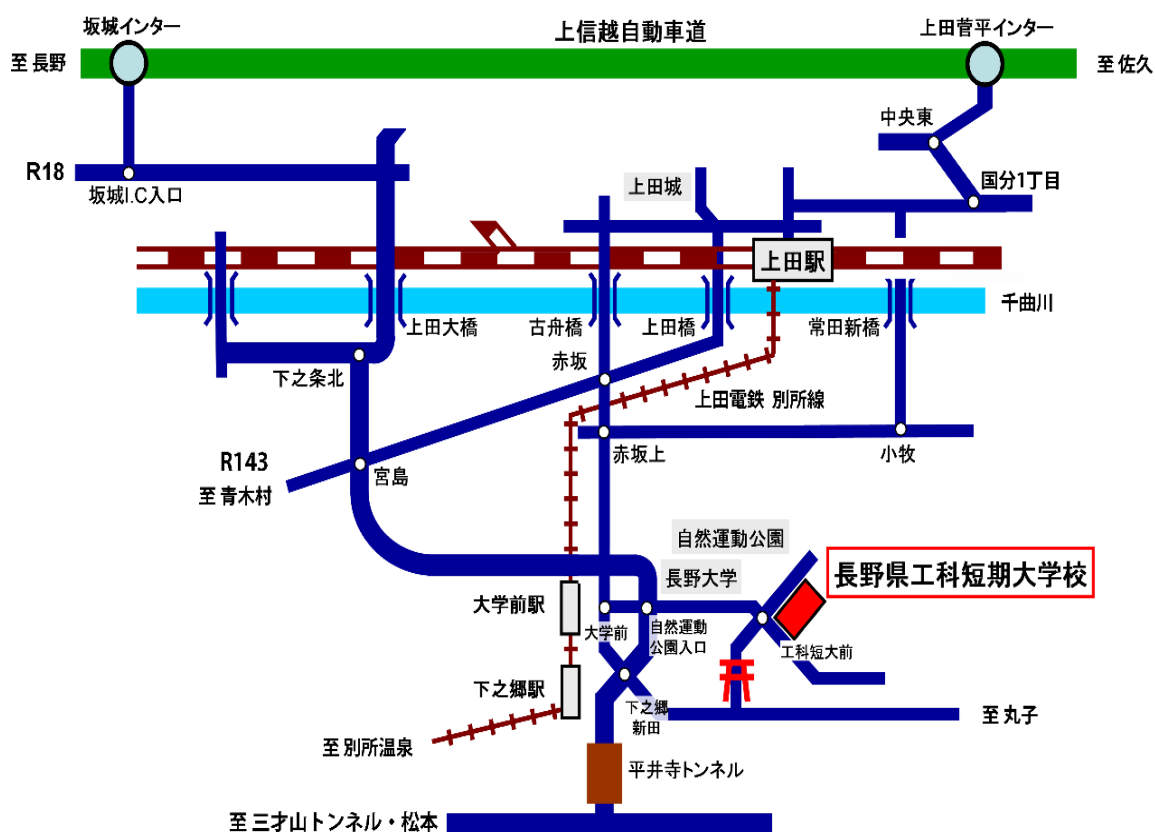 坂城インター
上信越自動車道
上田菅平インター
至 長野
至 佐久
中央東
R18
坂城I.C入口
上田城
国分1丁目
上田駅
千曲川
上田大橋
古舟橋
上田橋
常田新橋
下之条北
赤坂
上田電鉄 別所線
R143
至 青木村
宮島
赤坂上
小牧
自然運動公園
長野大学
長野県工科短期大学校
大学前駅
大学前
自然運動
公園入口
工科短大前
下之郷駅
下之郷
新田
至 丸子
至 別所温泉
平井寺トンネル
至 三才山トンネル・松本